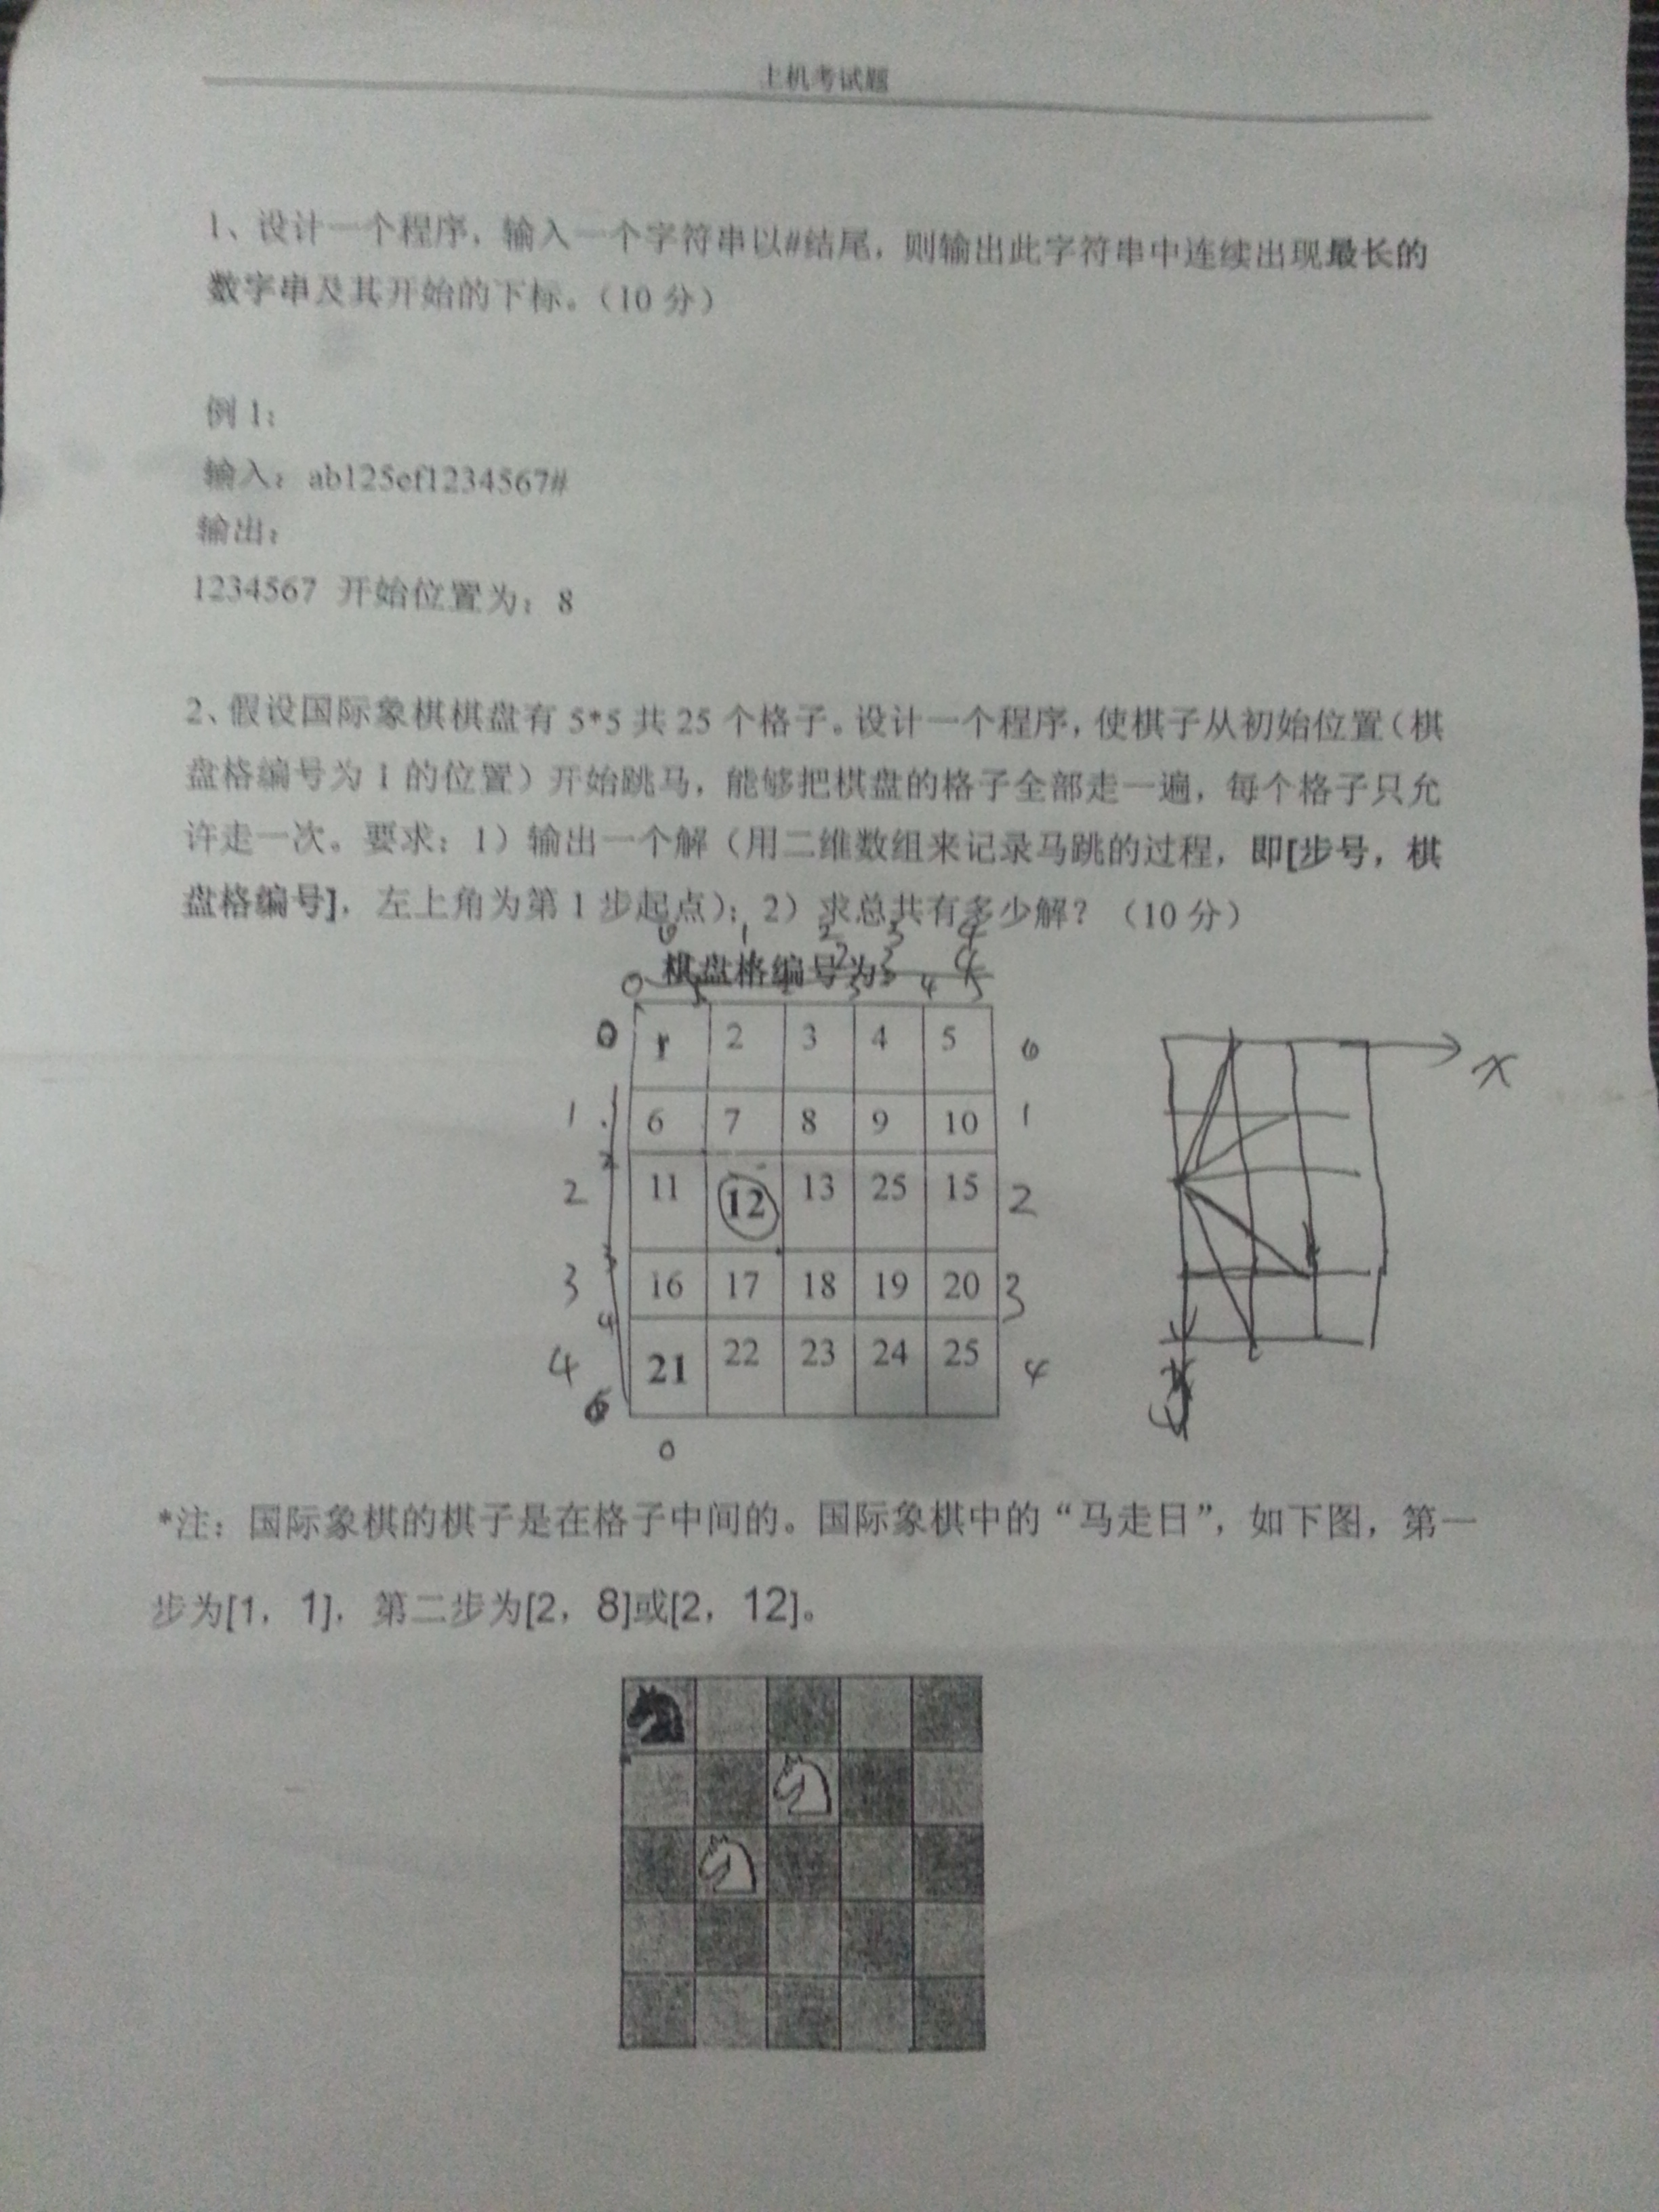 上机考试题
1、设计一个程序，输入一个字符串以#结尾，则输出此字符串中连续出现最长的
数字串及其开始的下标。（10 分）
例 1：
输入：ab125ef1234567#
输出：
1234567 开始位置为：8
2、假设国际象棋棋盘有 5*5 共 25 个格子。设计一个程序，使棋子从初始位置（棋
盘格编号为 1 的位置）开始跳马，能够把棋盘的格子全部走一遍，每个格子只允
许走一次。要求：1）输出一个解（用二维数组来记录马跳的过程，即[步号，棋
盘格编号]，左上角为第 1 步起点）；2）求总共有多少解？（10 分）
0 1 2 3 4
棋盘格编号为：
0 1 2 3 4 5
0 1 2 3 4 5 0
1 6 7 8 9 10 1
2 11 12 13 25 15 2
3 16 17 18 19 20 3
4 21 22 23 24 25 4
0
x
*注：国际象棋的棋子是在格子中间的。国际象棋中的“马走日”，如下图，第一
步为[1，1]，第二步为[2，8]或[2，12]。